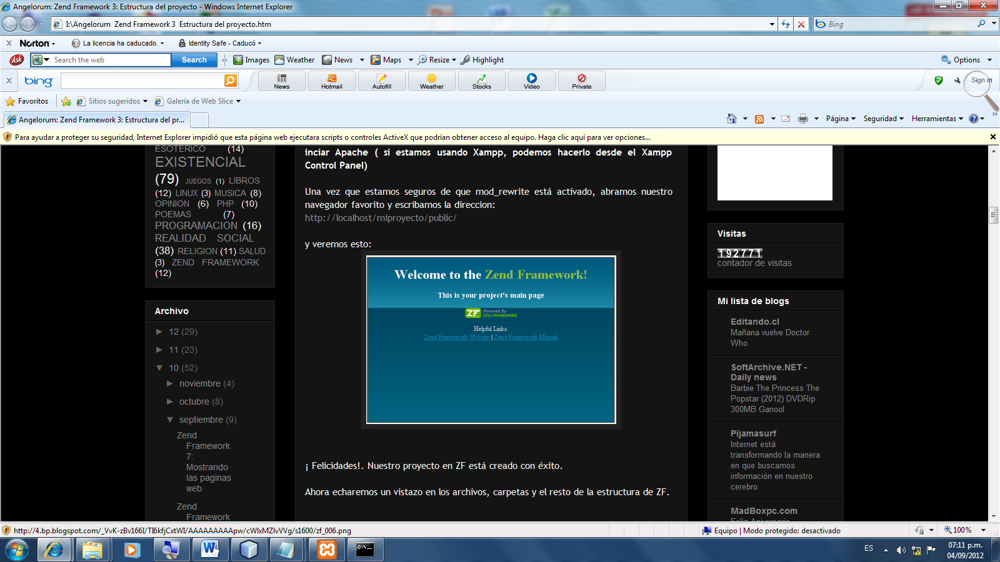 Angelorum: Zend Framework 3: Estructura del proyecto - Windows Internet Explorer
I:\Angelorum  Zend Framework 3  Estructura del proyecto.htm
Bing
Norton
La licencia ha caducado.
Identity Safe - Caducó
Ask
Search the web
Search
Images
Weather
News
Maps
Resize
Highlight
Options
bing
News
Hotmail
Autofill
Weather
Stocks
Video
Private
Sign in
Favoritos
Sitios sugeridos
Galería de Web Slice
Angelorum: Zend Framework 3: Estructura del pr...
Página
Seguridad
Herramientas
Para ayudar a proteger su seguridad, Internet Explorer impidió que esta página web ejecutara scripts o controles ActiveX que podrían obtener acceso al equipo. Haga clic aquí para ver opciones...
ESOTERICO (14)
EXISTENCIAL
(79) JUEGOS (1) LIBROS
(12) LINUX (3) MUSICA (8)
OPINION (6) PHP (10)
POEMAS (7)
PROGRAMACION (16)
REALIDAD SOCIAL
(38) RELIGION (11) SALUD
(3) ZEND FRAMEWORK
(12)
Archivo
► 12 (29)
► 11 (23)
▼ 10 (52)
► noviembre (4)
► octubre (8)
▼ septiembre (9)
Zend
Framework
7:
Mostrando
las paginas
web
Zend
Framework
inciar Apache ( si estamos usando Xampp, podemos hacerlo desde el Xampp
Control Panel)
Una vez que estamos seguros de que mod_rewrite está activado, abramos nuestro
navegador favorito y escribamos la direccion:
http://localhost/miproyecto/public/
y veremos esto:
Welcome to the Zend Framework!
This is your project's main page
ZF Powered By
ZEND FRAMEWORK
Helpful Links:
Zend Framework Website | Zend Framework Manual
¡ Felicidades!. Nuestro proyecto en ZF está creado con éxito.
Ahora echaremos un vistazo en los archivos, carpetas y el resto de la estructura de ZF.
Visitas
192771
contador de visitas
Mi lista de blogs
Editando.cl
Mañana vuelve Doctor
Who
SoftArchive.NET -
Daily news
Barbie The Princess The
Popstar (2012) DVDRip
300MB Ganool
Pijamasurf
Internet está
transformando la manera
en que buscamos
información en nuestro
cerebro
MadBoxpc.com
Feliz Aniversario
http://4.bp.blogspot.com/_VvK-zBv166I/TI6kfjCxtWI/AAAAAAAAApw/cWIxMZIvVVg/s1600/zf_006.png
Equipo | Modo protegido: desactivado
100%
ES
07:11 p.m.
04/09/2012